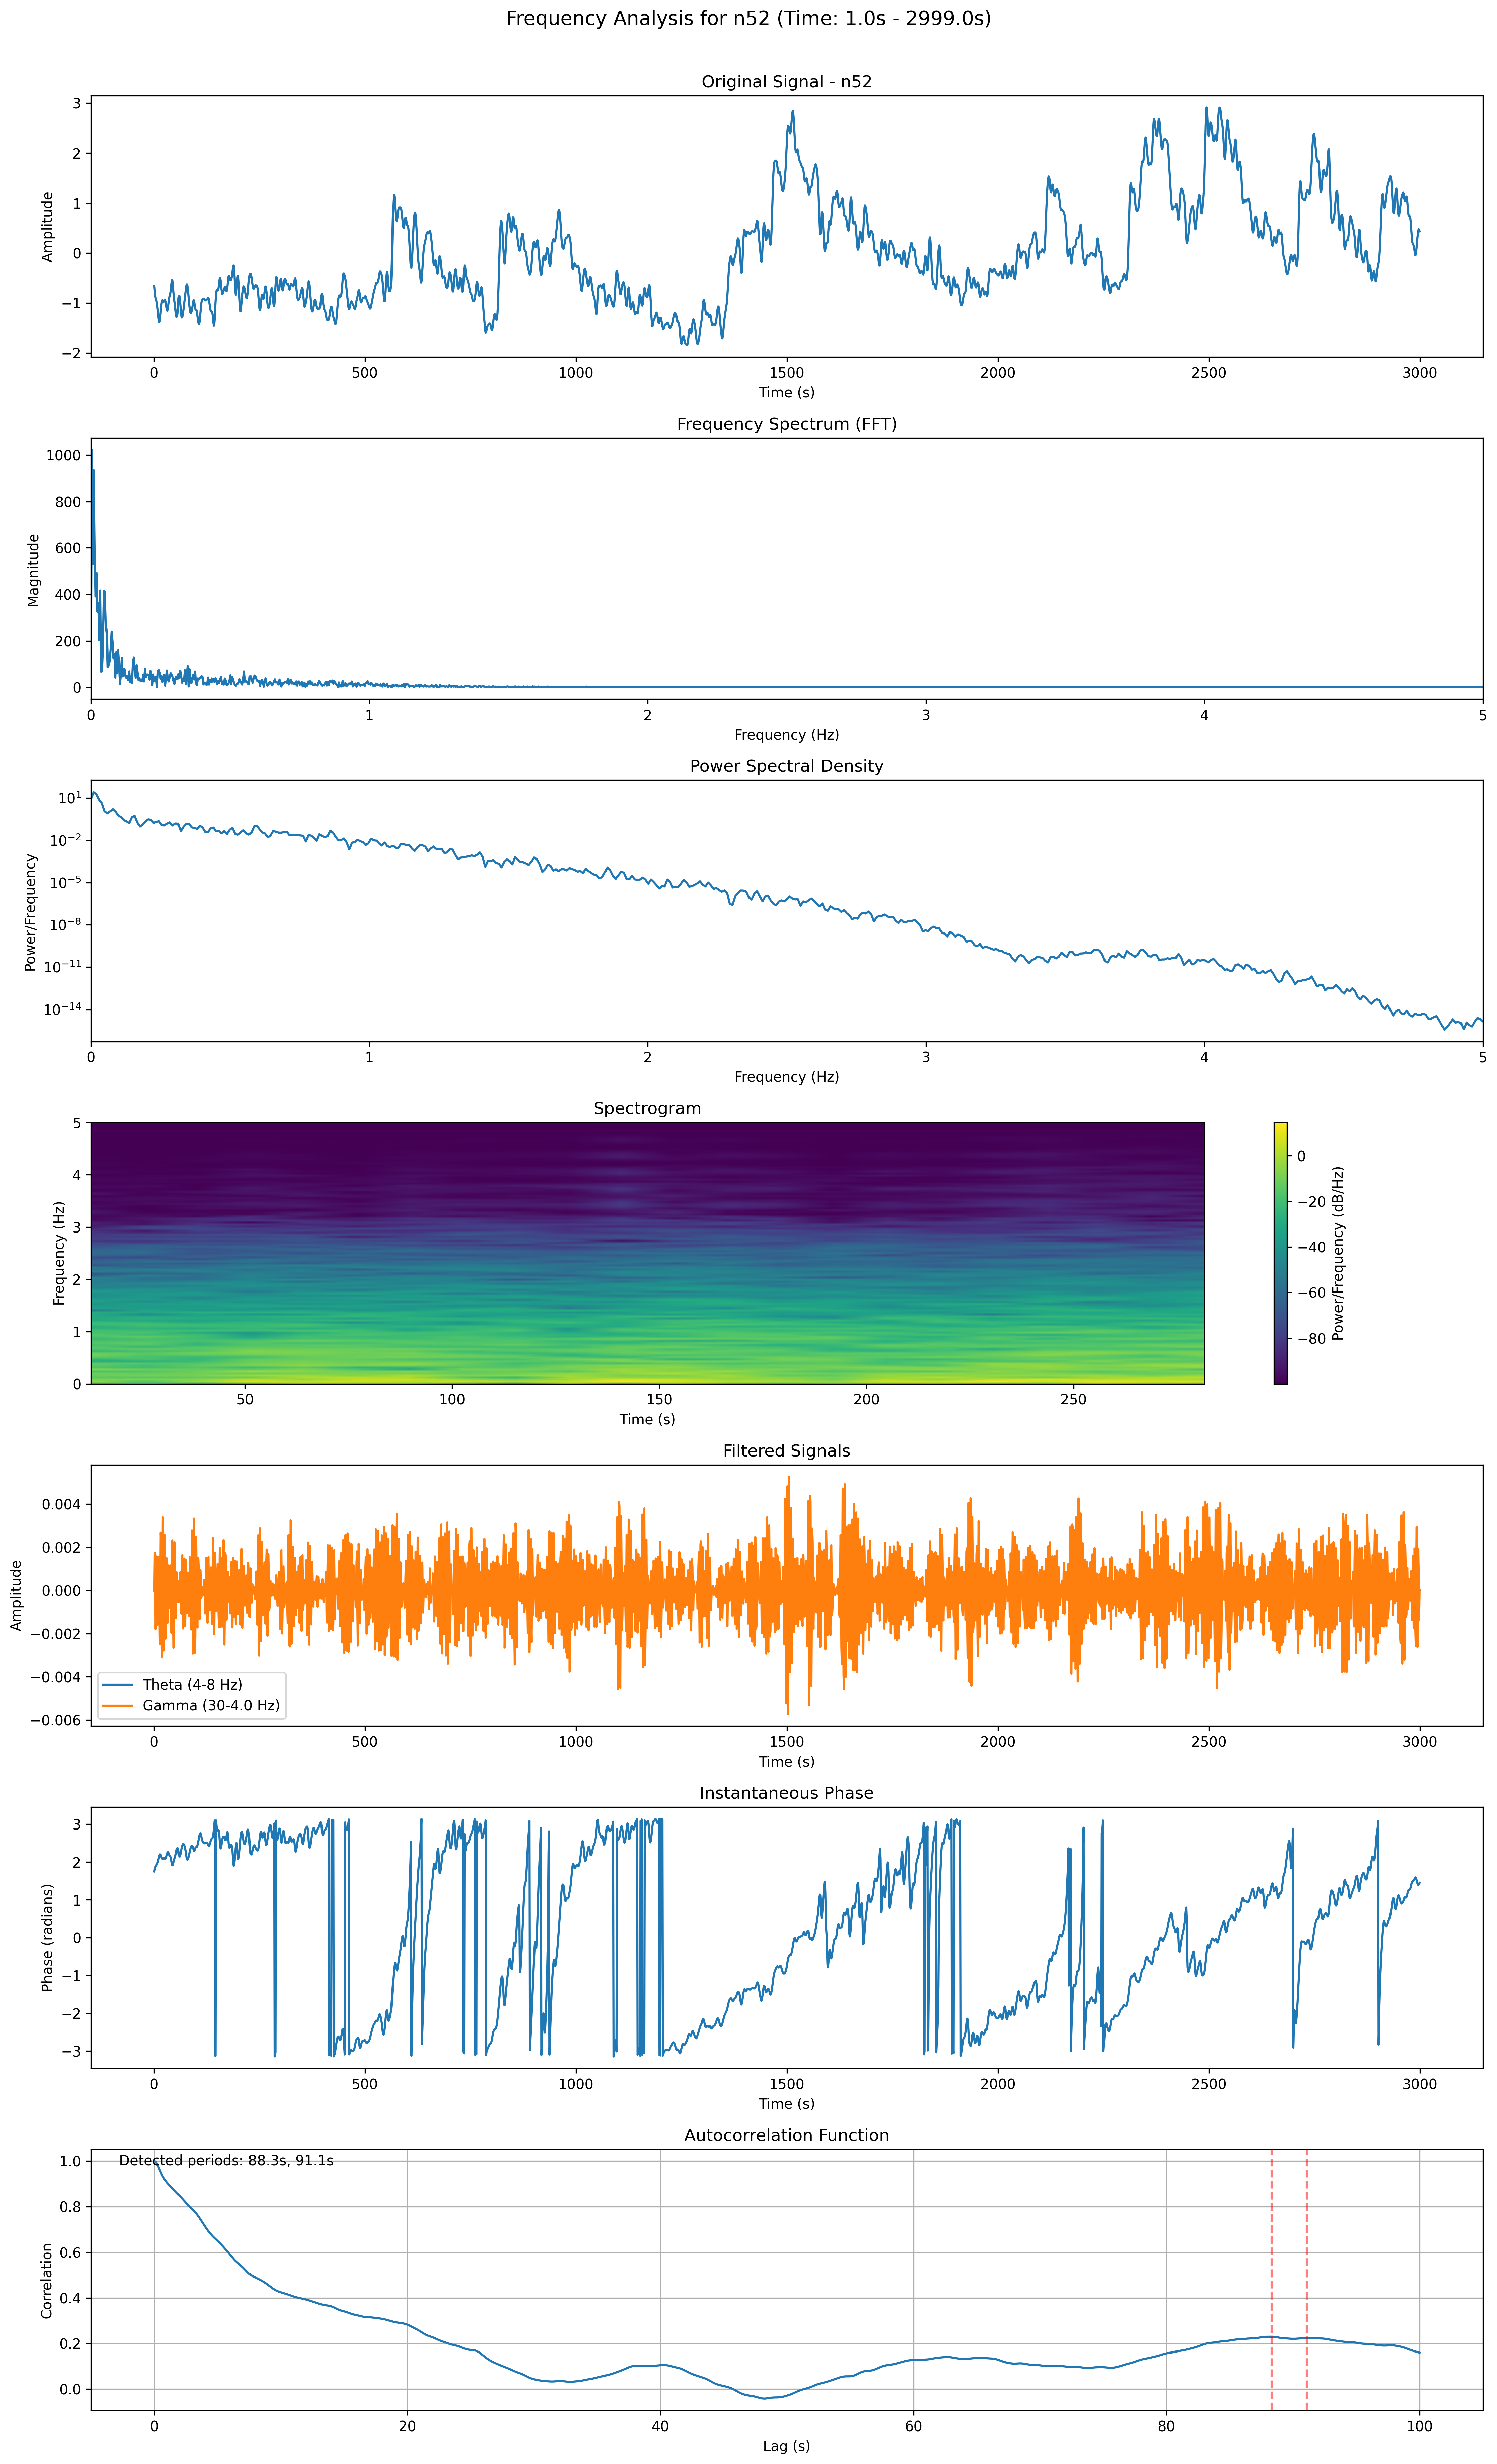 Frequency Analysis for n52 (Time: 1.0s - 2999.0s)
Original Signal - n52
Amplitude
3
2
1
0
−1
−2
0 500 1000 1500 2000 2500 3000
Time (s)
Frequency Spectrum (FFT)
Magnitude
1000
800
600
400
200
0
0 1 2 3 4 5
Frequency (Hz)
Power Spectral Density
Power/Frequency
10^1
10^−2
10^−5
10^−8
10^−11
10^−14
0 1 2 3 4 5
Frequency (Hz)
Spectrogram
Frequency (Hz)
5
4
3
2
1
0
50 100 150 200 250
Time (s)
0
−20
−40
−60
−80
Power/Frequency (dB/Hz)
Filtered Signals
Amplitude
0.004
0.002
0.000
−0.002
−0.004
−0.006
Theta (4-8 Hz)
Gamma (30-4.0 Hz)
0 500 1000 1500 2000 2500 3000
Time (s)
Instantaneous Phase
Phase (radians)
3
2
1
0
−1
−2
−3
0 500 1000 1500 2000 2500 3000
Time (s)
Autocorrelation Function
Detected periods: 88.3s, 91.1s
Correlation
1.0
0.8
0.6
0.4
0.2
0.0
0 20 40 60 80 100
Lag (s)